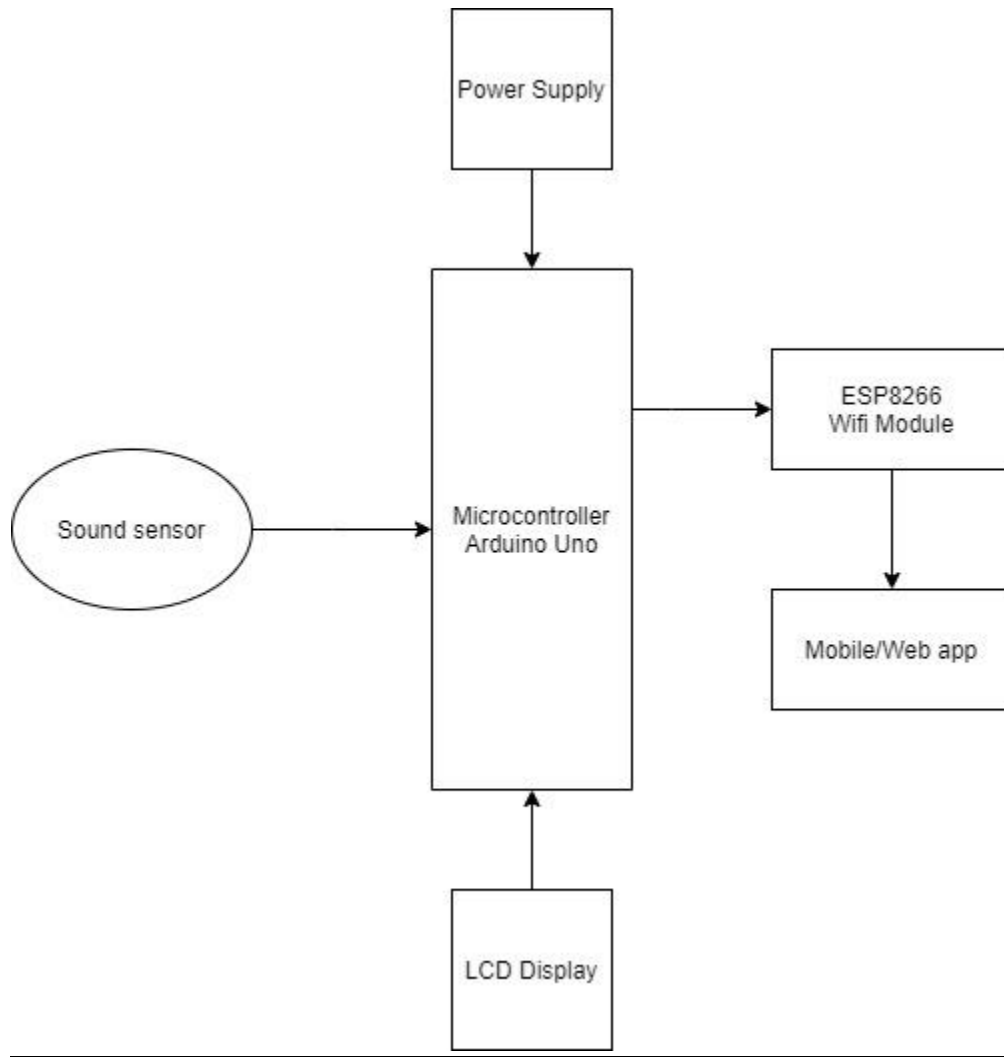 Power Supply
ESP8266
Wifi Module
Sound sensor
Microcontroller
Arduino Uno
Mobile/Web app
LCD Display